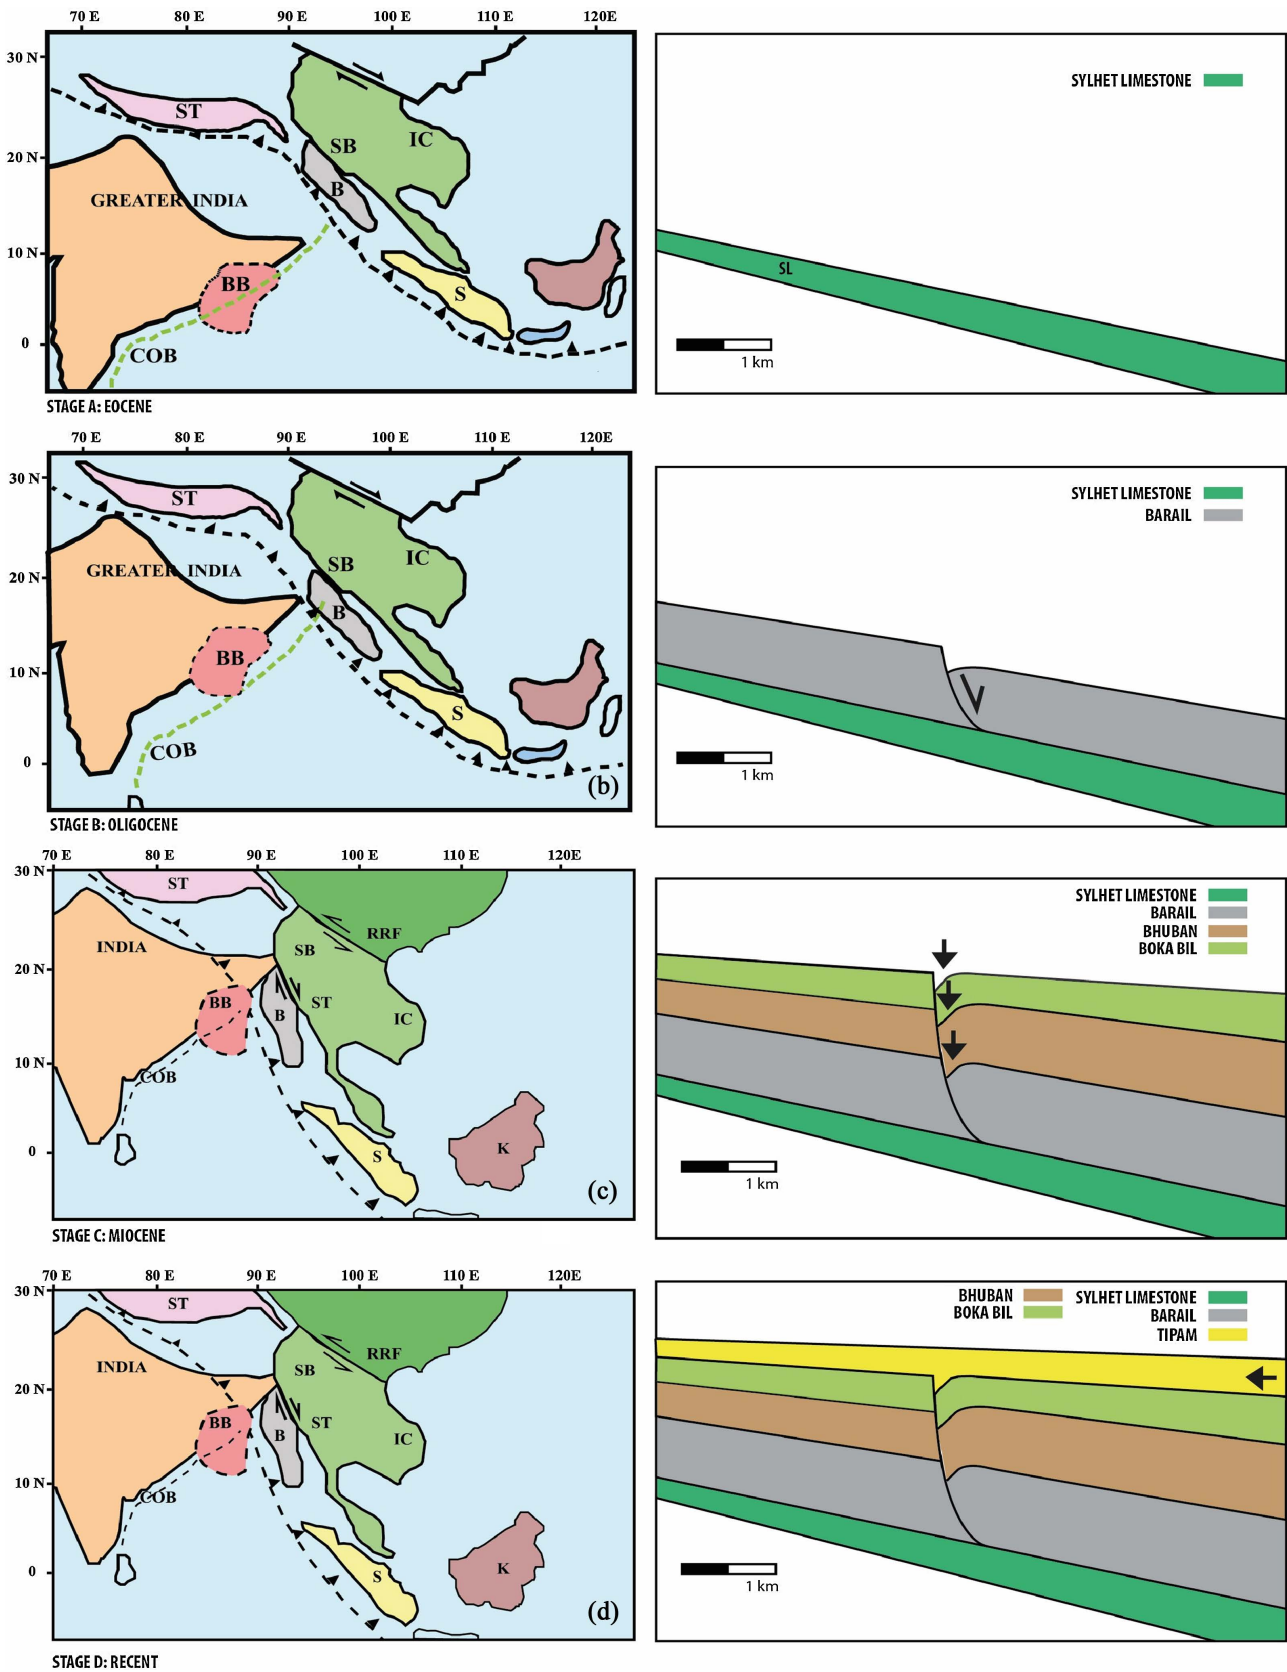 70 E 80 E 90 E 100 E 110 E 120E
30 N
20 N
10 N
0
ST
SB
IC
B
GREATER INDIA
BB
S
COB
STAGE A: EOCENE
SYLHET LIMESTONE
SL
1 km
70 E 80 E 90 E 100 E 110 E 120E
30 N
20 N
10 N
0
ST
SB
IC
GREATER INDIA
B
BB
S
COB
(b)
STAGE B: OLIGOCENE
SYLHET LIMESTONE
BARAIL
1 km
70 E 80 E 90 E 100 E 110 E 120E
30 N
20 N
10 N
0
ST
RRF
INDIA
SB
BB
ST
B
IC
COB
S
K
(c)
STAGE C: MIOCENE
SYLHET LIMESTONE
BARAIL
BHUBAN
BOKA BIL
1 km
70 E 80 E 90 E 100 E 110 E 120E
30 N
20 N
10 N
0
ST
RRF
INDIA
SB
BB
ST
B
IC
COB
S
K
(d)
STAGE D: RECENT
BHUBAN SYLHET LIMESTONE
BOKA BIL BARAIL
TIPAM
1 km